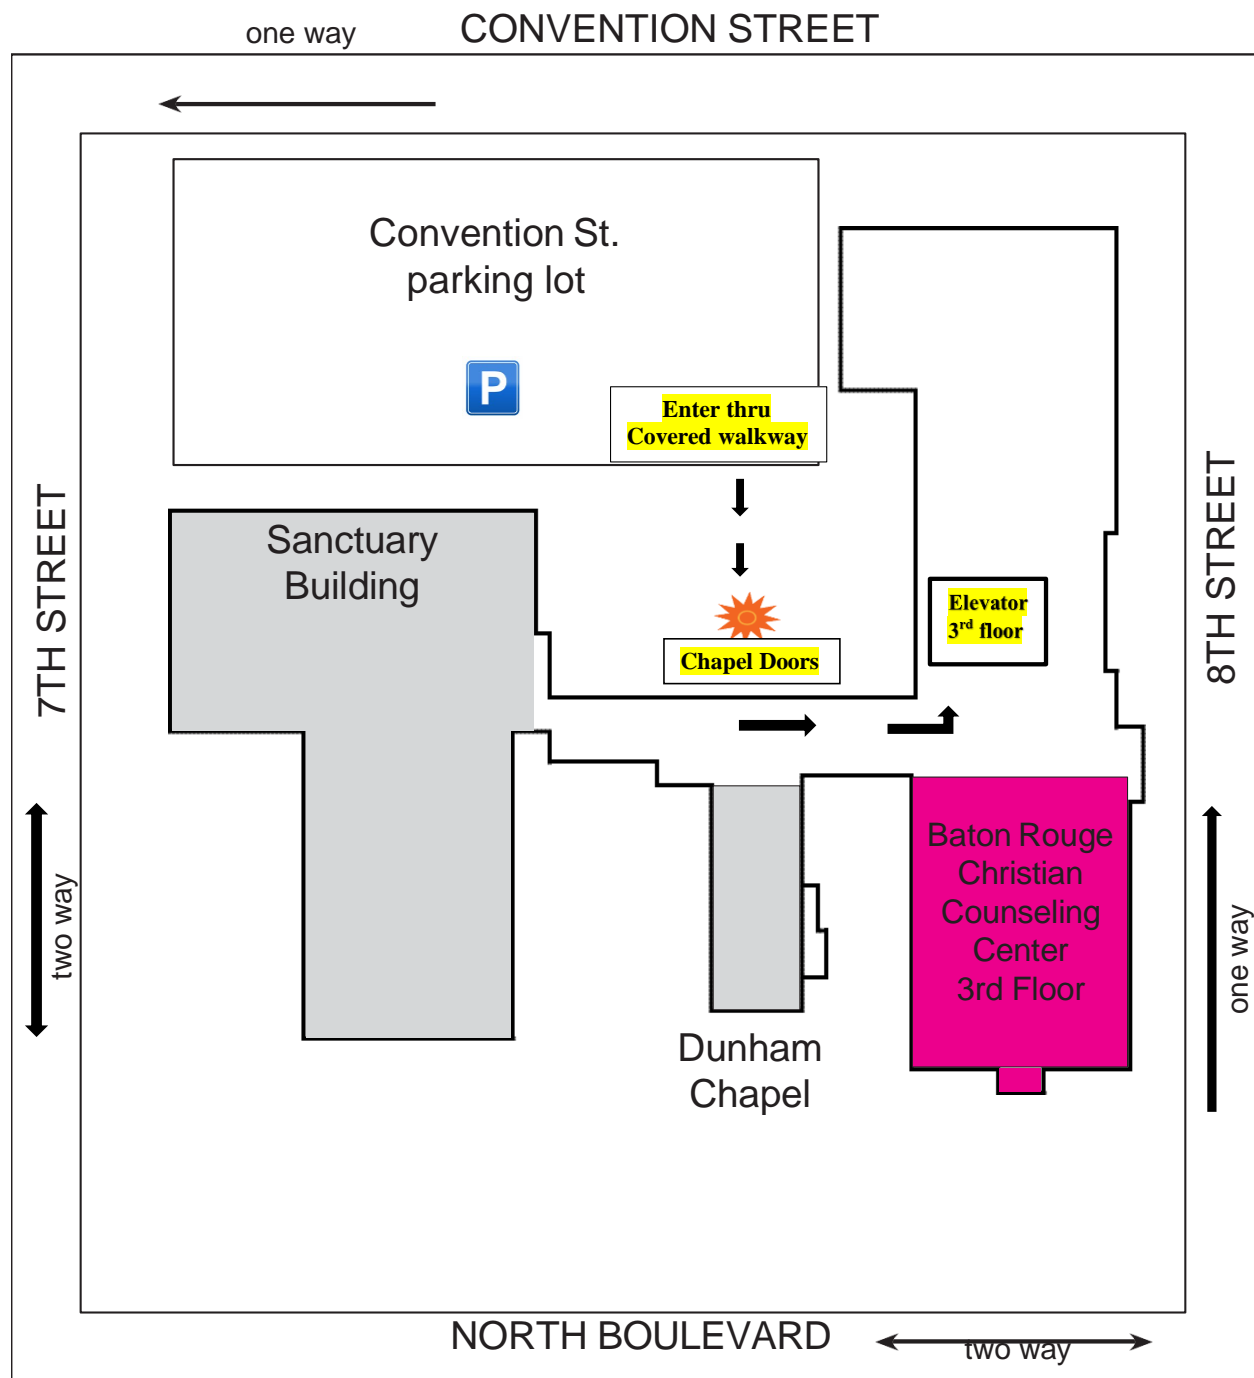 one way
CONVENTION STREET
Convention St.
parking lot
P
Enter thru
Covered walkway
Sanctuary
Building
7TH STREET
8TH STREET
Elevator
3rd floor
Chapel Doors
two way
one way
Baton Rouge
Christian
Counseling
Center
3rd Floor
Dunham
Chapel
NORTH BOULEVARD
two way